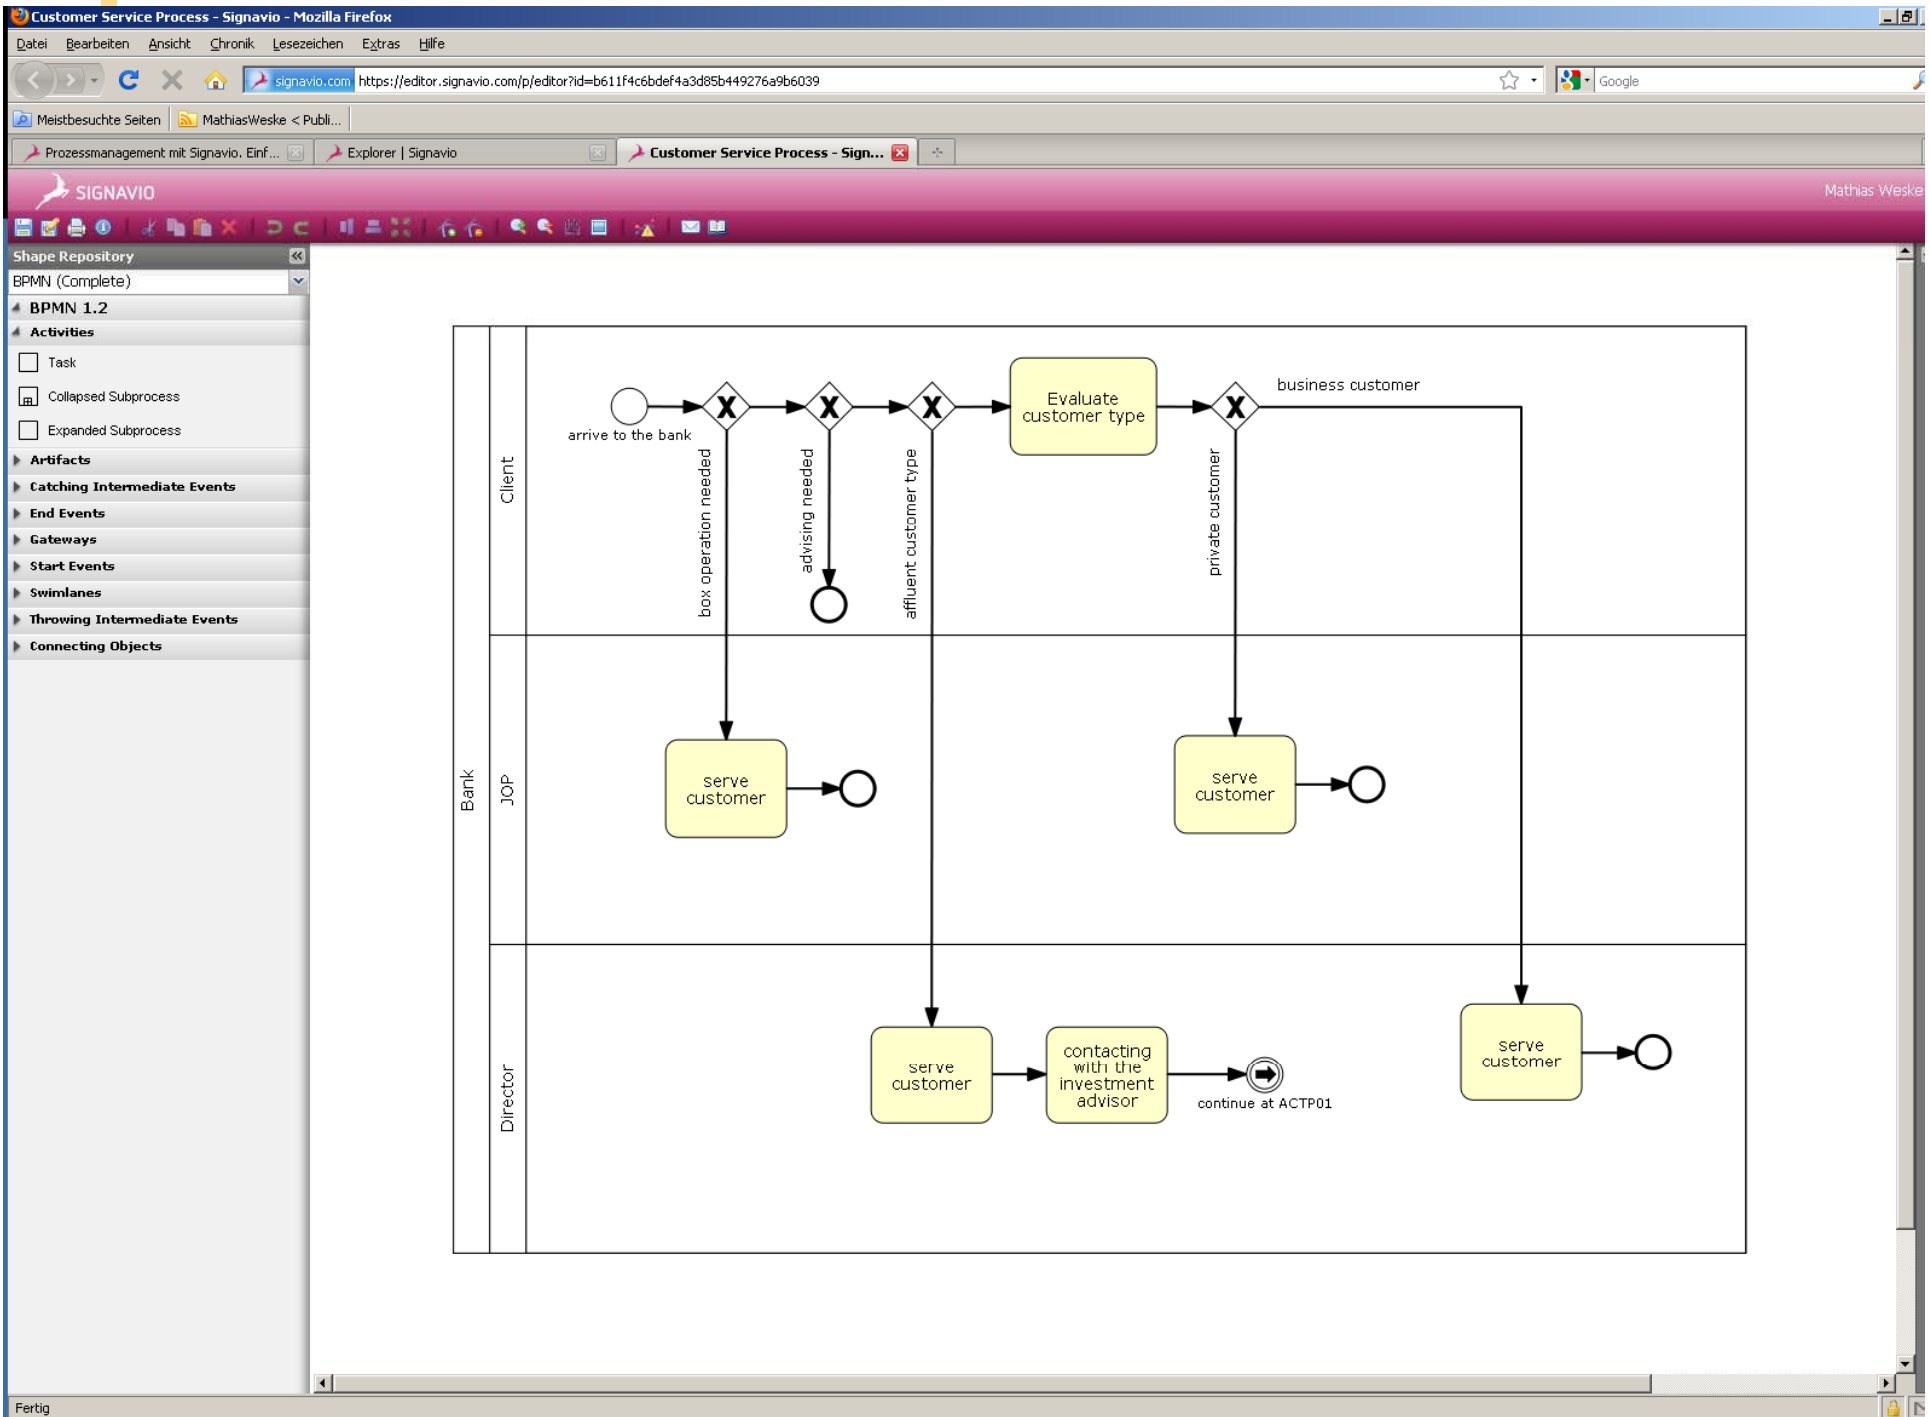 Customer Service Process - Signavio - Mozilla Firefox
Datei Bearbeiten Ansicht Chronik Lesezeichen Extras Hilfe
signavio.com https://editor.signavio.com/p/editor?id=b611f4c6bdef4a3d85b449276a9b6039
Google
Meistbesuchte Seiten MathiasWeske < Publi...
Prozessmanagement mit Signavio. Einf... Explorer | Signavio Customer Service Process - Sign...
SIGNAVIO
Mathias Weske
Shape Repository
BPMN (Complete)
BPMN 1.2
Activities
Task
Collapsed Subprocess
Expanded Subprocess
Artifacts
Catching Intermediate Events
End Events
Gateways
Start Events
Swimlanes
Throwing Intermediate Events
Connecting Objects
Bank
Client
arrive to the bank
box operation needed
advising needed
affluent customer type
Evaluate
customer type
private customer
business customer
JOP
serve
customer
serve
customer
Director
serve
customer
contacting
with the
investment
advisor
continue at ACTP01
serve
customer
Fertig